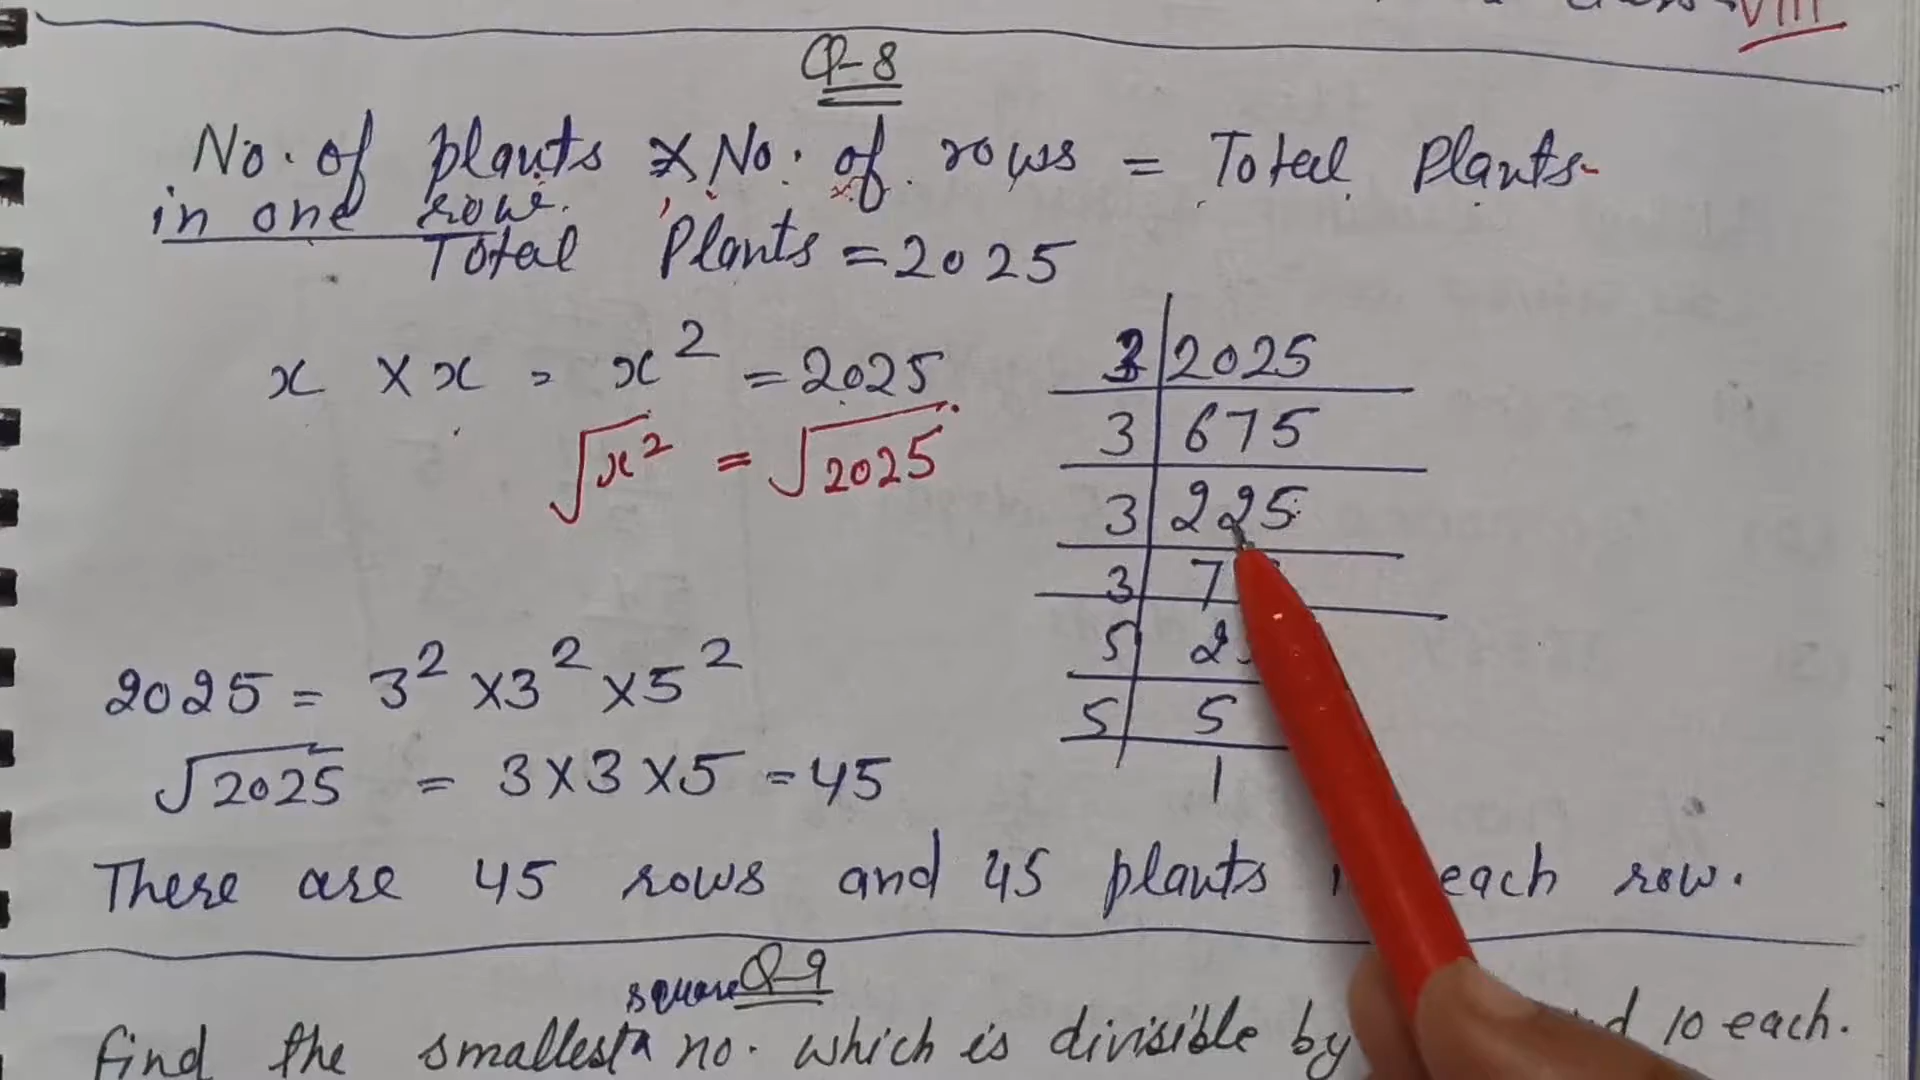 VIII
Q-8
No. of plants × No. of rows = Total Plants
in one row.
Total Plants = 2025
x × x = x² = 2025
√x² = √2025
3 | 2025
3 | 675
3 | 225
3 | 7
5 | 2
5 | 5
1
2025 = 3² × 3² × 5²
√2025 = 3 × 3 × 5 = 45
There are 45 rows and 45 plants each row.
Q-9
square
find the smallest no. which is divisible by 10 each.